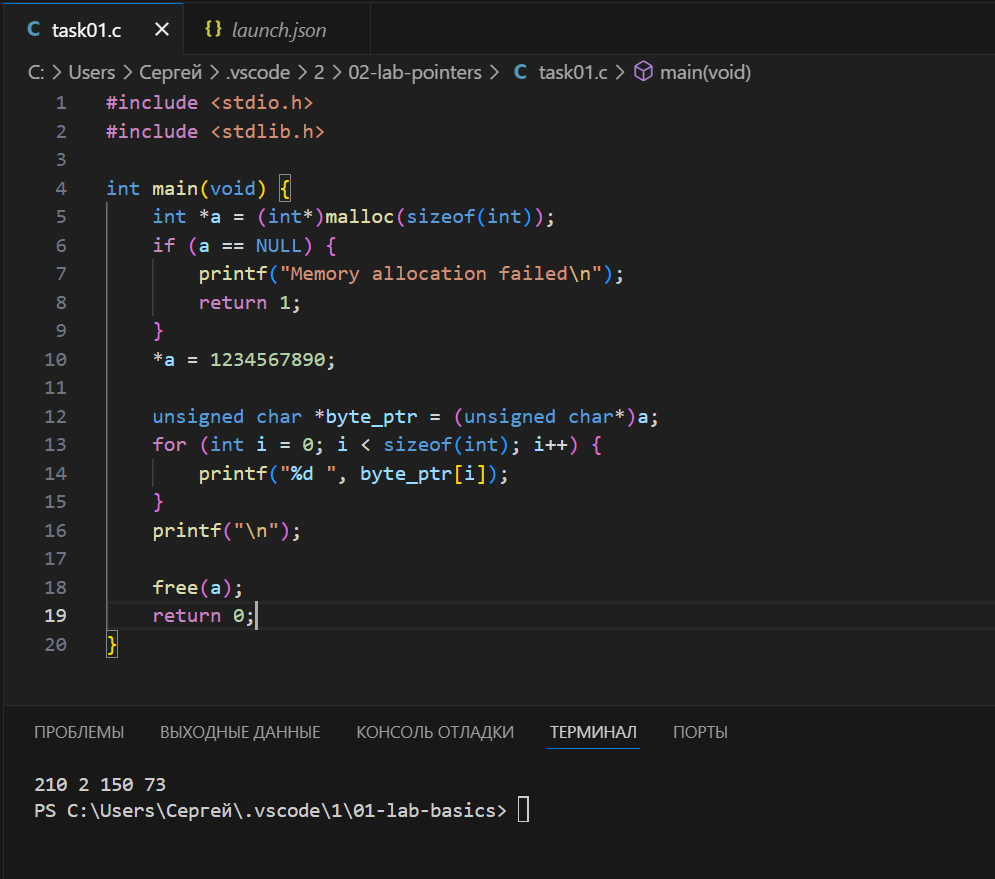 C task01.c × {} launch.json
C: > Users > Сергей > .vscode > 2 > 02-lab-pointers > C task01.c > main(void)
1 #include <stdio.h>
2 #include <stdlib.h>
3
4 int main(void) {
5     int *a = (int*)malloc(sizeof(int));
6     if (a == NULL) {
7         printf("Memory allocation failed\n");
8         return 1;
9     }
10     *a = 1234567890;
11
12     unsigned char *byte_ptr = (unsigned char*)a;
13     for (int i = 0; i < sizeof(int); i++) {
14         printf("%d ", byte_ptr[i]);
15     }
16     printf("\n");
17
18     free(a);
19     return 0;
20 }
ПРОБЛЕМЫ ВЫХОДНЫЕ ДАННЫЕ КОНСОЛЬ ОТЛАДКИ ТЕРМИНАЛ ПОРТЫ
210 2 150 73
PS C:\Users\Сергей\.vscode\1\01-lab-basics>